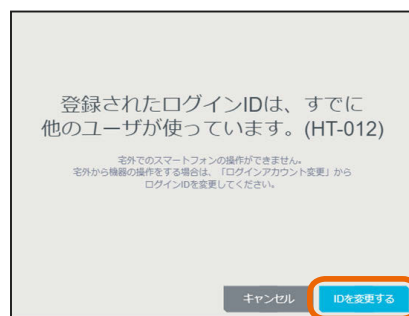 登録されたログインIDは、すでに
他のユーザが使っています。(HT-012)
宅外でのスマートフォンの操作ができません。
宅外から機器の操作をする場合は、「ログインアカウント変更」から
ログインIDを変更してください。
キャンセル
IDを変更する